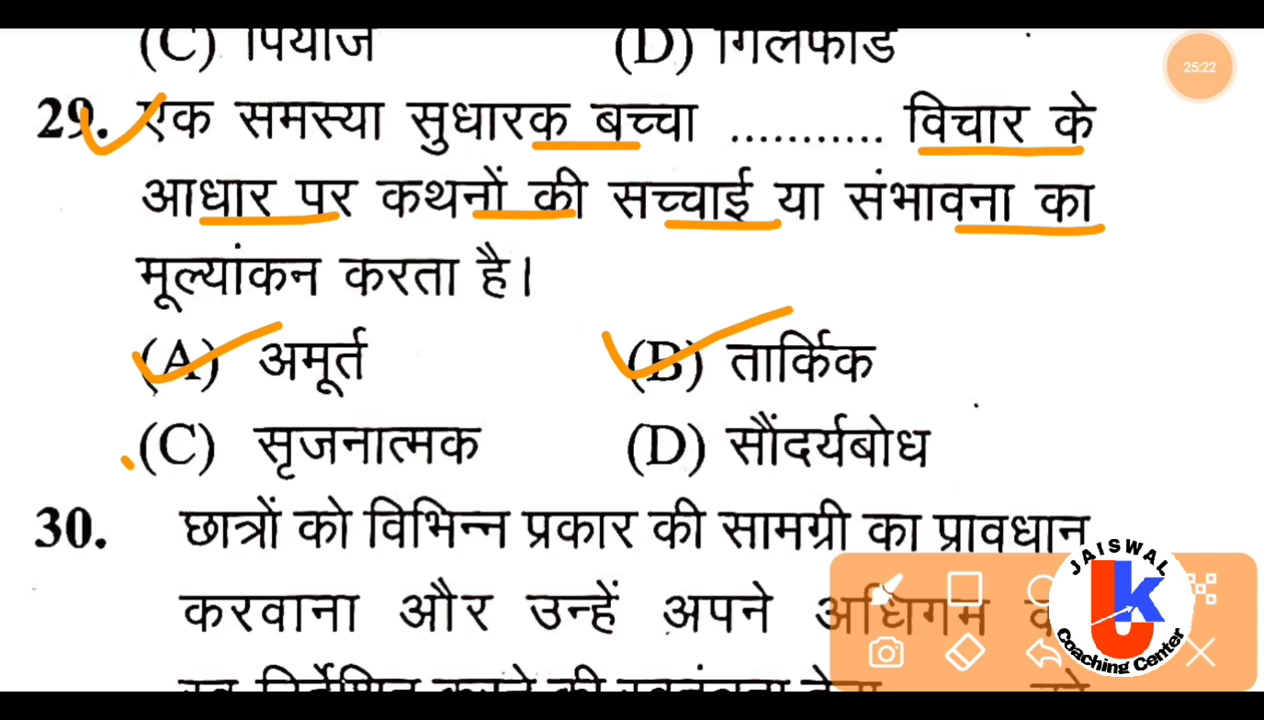 (C) पियाजे (D) गिलफोर्ड
25:22
29. एक समस्या सुधारक बच्चा ........... विचार के
आधार पर कथनों की सच्चाई या संभावना का
मूल्यांकन करता है।
(A) अमूर्त (B) तार्किक
(C) सृजनात्मक (D) सौंदर्यबोध
30. छात्रों को विभिन्न प्रकार की सामग्री का प्रावधान
करवाना और उन्हें अपने अधिगम
JAISWAL
UK
Coaching Center